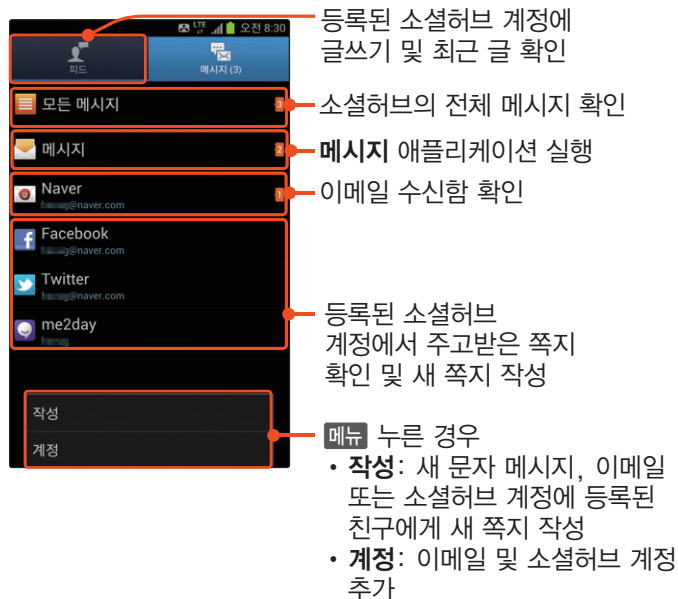 LTE 오전 8:30
피드
메시지 (3)
모든 메시지
3
메시지
2
Naver
1
@naver.com
Facebook
@naver.com
Twitter
@naver.com
me2day
작성
계정
등록된 소셜허브 계정에
글쓰기 및 최근 글 확인
소셜허브의 전체 메시지 확인
메시지 애플리케이션 실행
이메일 수신함 확인
등록된 소셜허브
계정에서 주고받은 쪽지
확인 및 새 쪽지 작성
메뉴 누른 경우
• 작성: 새 문자 메시지, 이메일
또는 소셜허브 계정에 등록된
친구에게 새 쪽지 작성
• 계정: 이메일 및 소셜허브 계정
추가